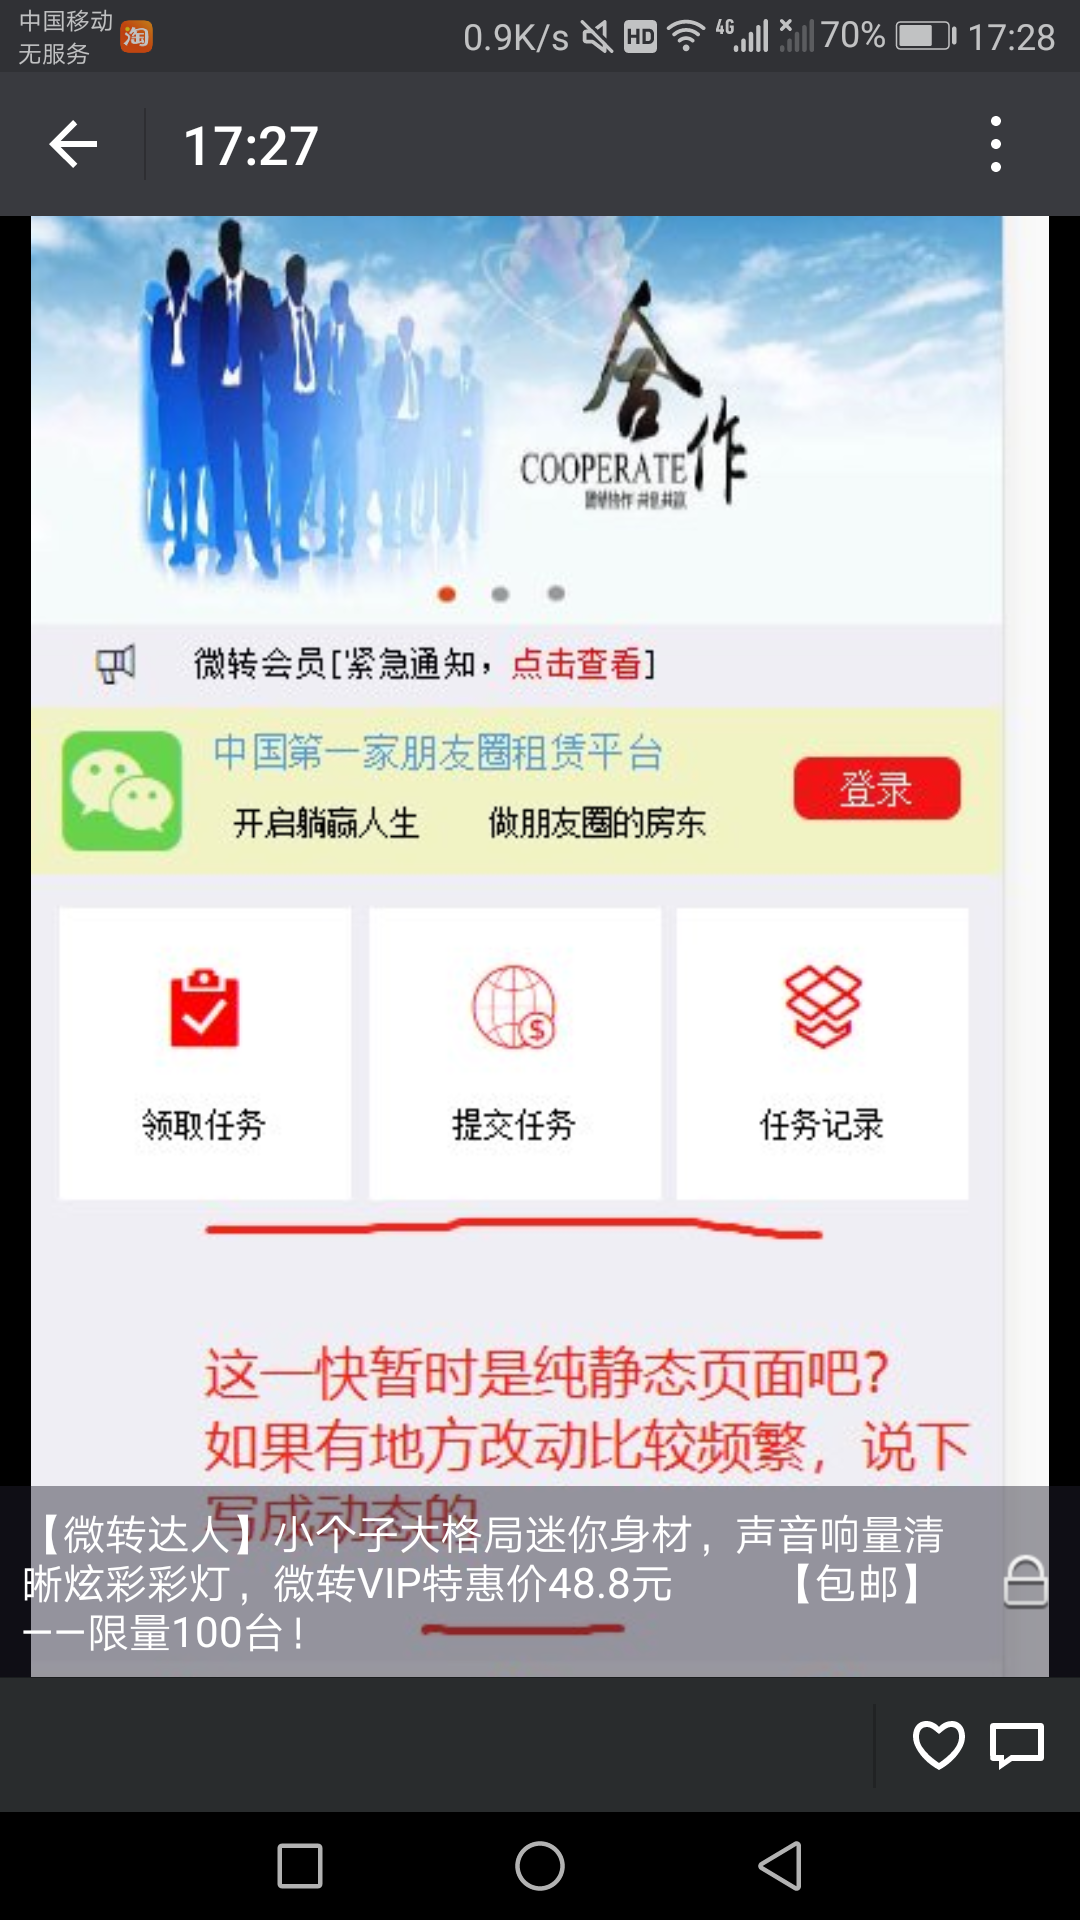 中国移动
无服务
淘
0.9K/s HD 4G 70% 17:28
17:27
合作
COOPERATE
微转会员[紧急通知，点击查看]
中国第一家朋友圈租赁平台
开启躺赢人生 做朋友圈的房东
登录
领取任务 提交任务 任务记录
这一快暂时是纯静态页面吧？
如果有地方改动比较频繁，说下
写成动态的
【微转达人】小个子大格局迷你身材，声音响量清
晰炫彩彩灯，微转VIP特惠价48.8元 【包邮】
——限量100台！